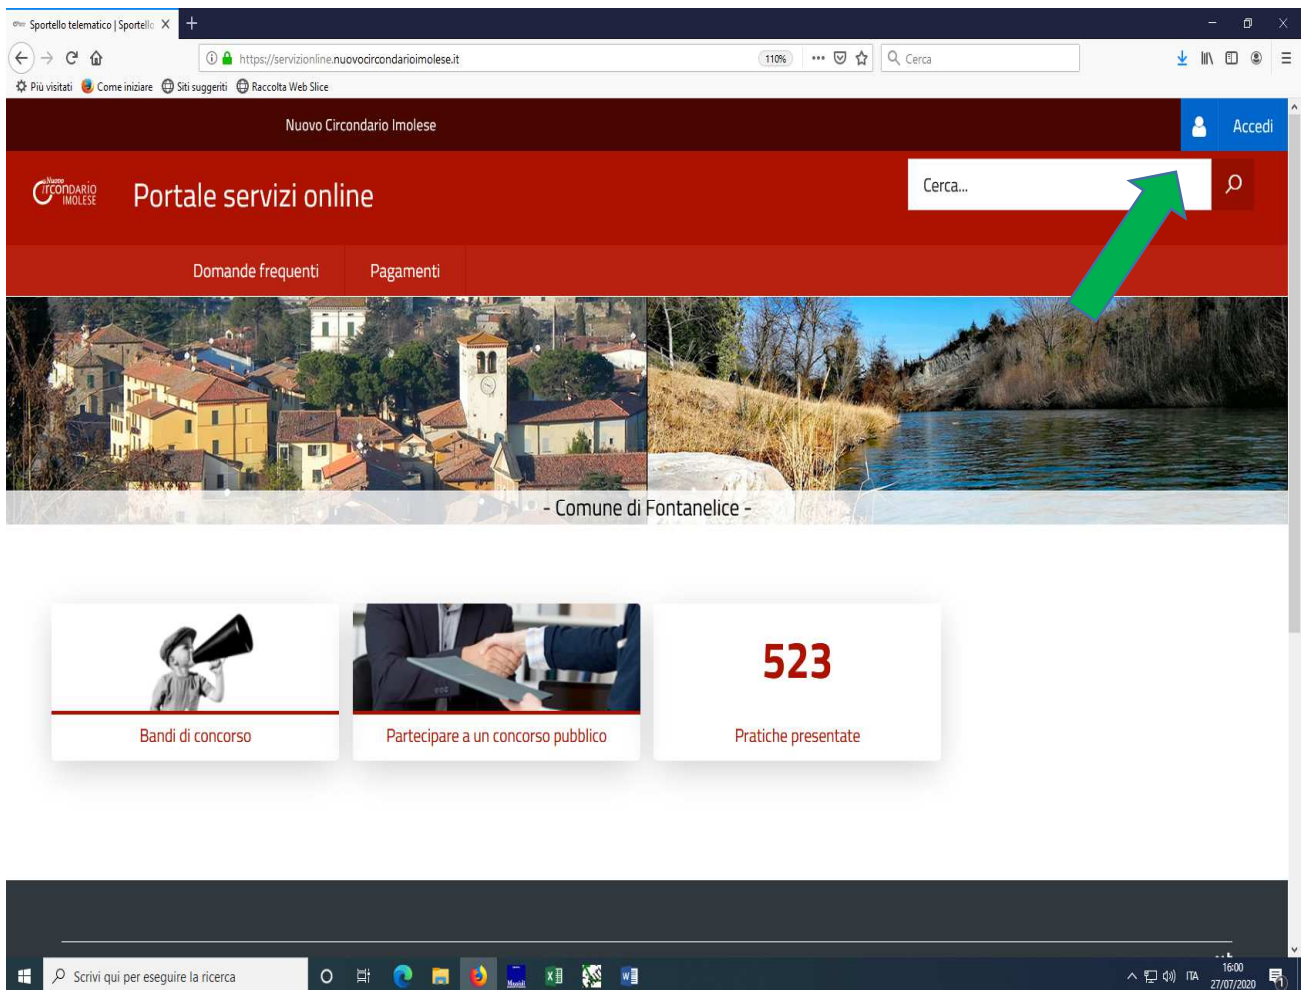 Sportello telematico | Sportello
https://servizionline.nuovocircondarioimolese.it
110%
Cerca
Più visitati
Come iniziare
Siti suggeriti
Raccolta Web Slice
Nuovo Circondario Imolese
Accedi
Nuovo
CIRCONDARIO
IMOLESE
Portale servizi online
Cerca...
Domande frequenti
Pagamenti
- Comune di Fontanelice -
523
Bandi di concorso
Partecipare a un concorso pubblico
Pratiche presentate
Scrivi qui per eseguire la ricerca
ITA
16:00
27/07/2020